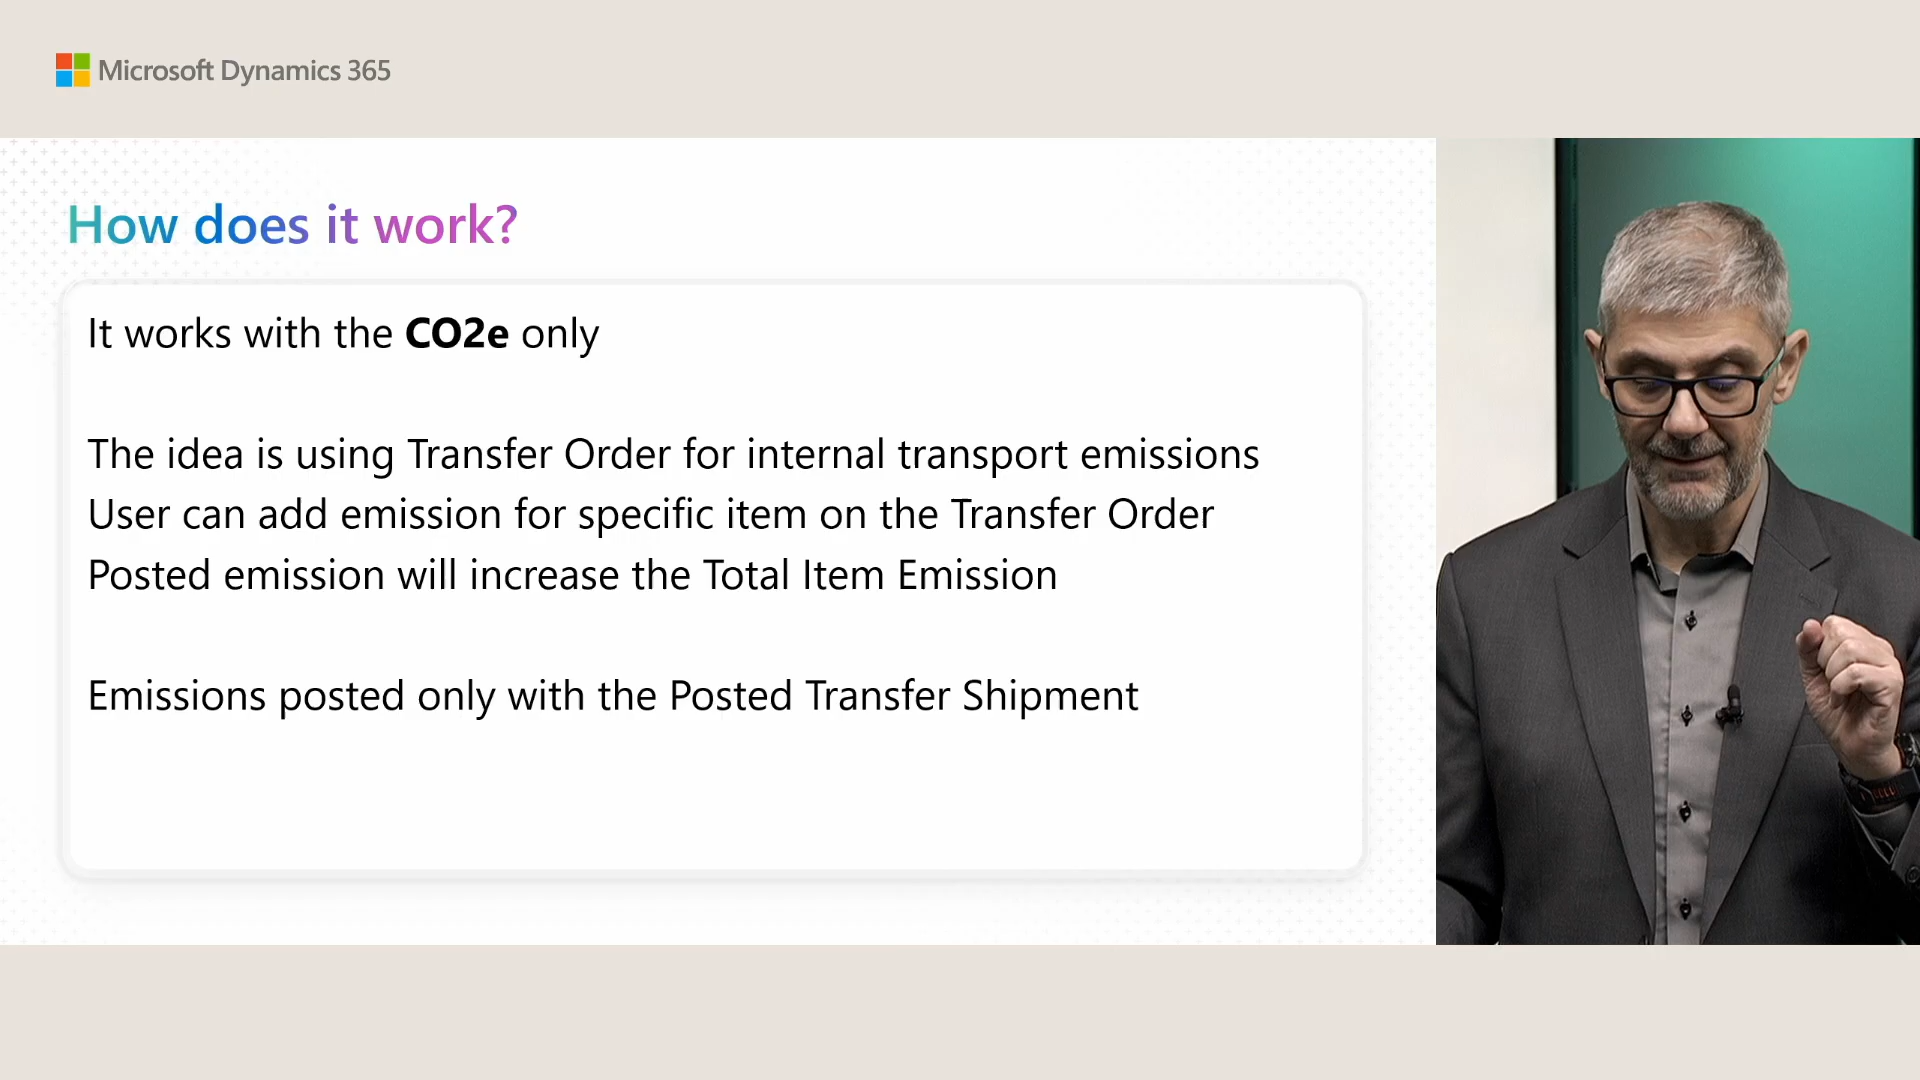 Microsoft Dynamics 365
How does it work?
It works with the CO2e only
The idea is using Transfer Order for internal transport emissions
User can add emission for specific item on the Transfer Order
Posted emission will increase the Total Item Emission
Emissions posted only with the Posted Transfer Shipment